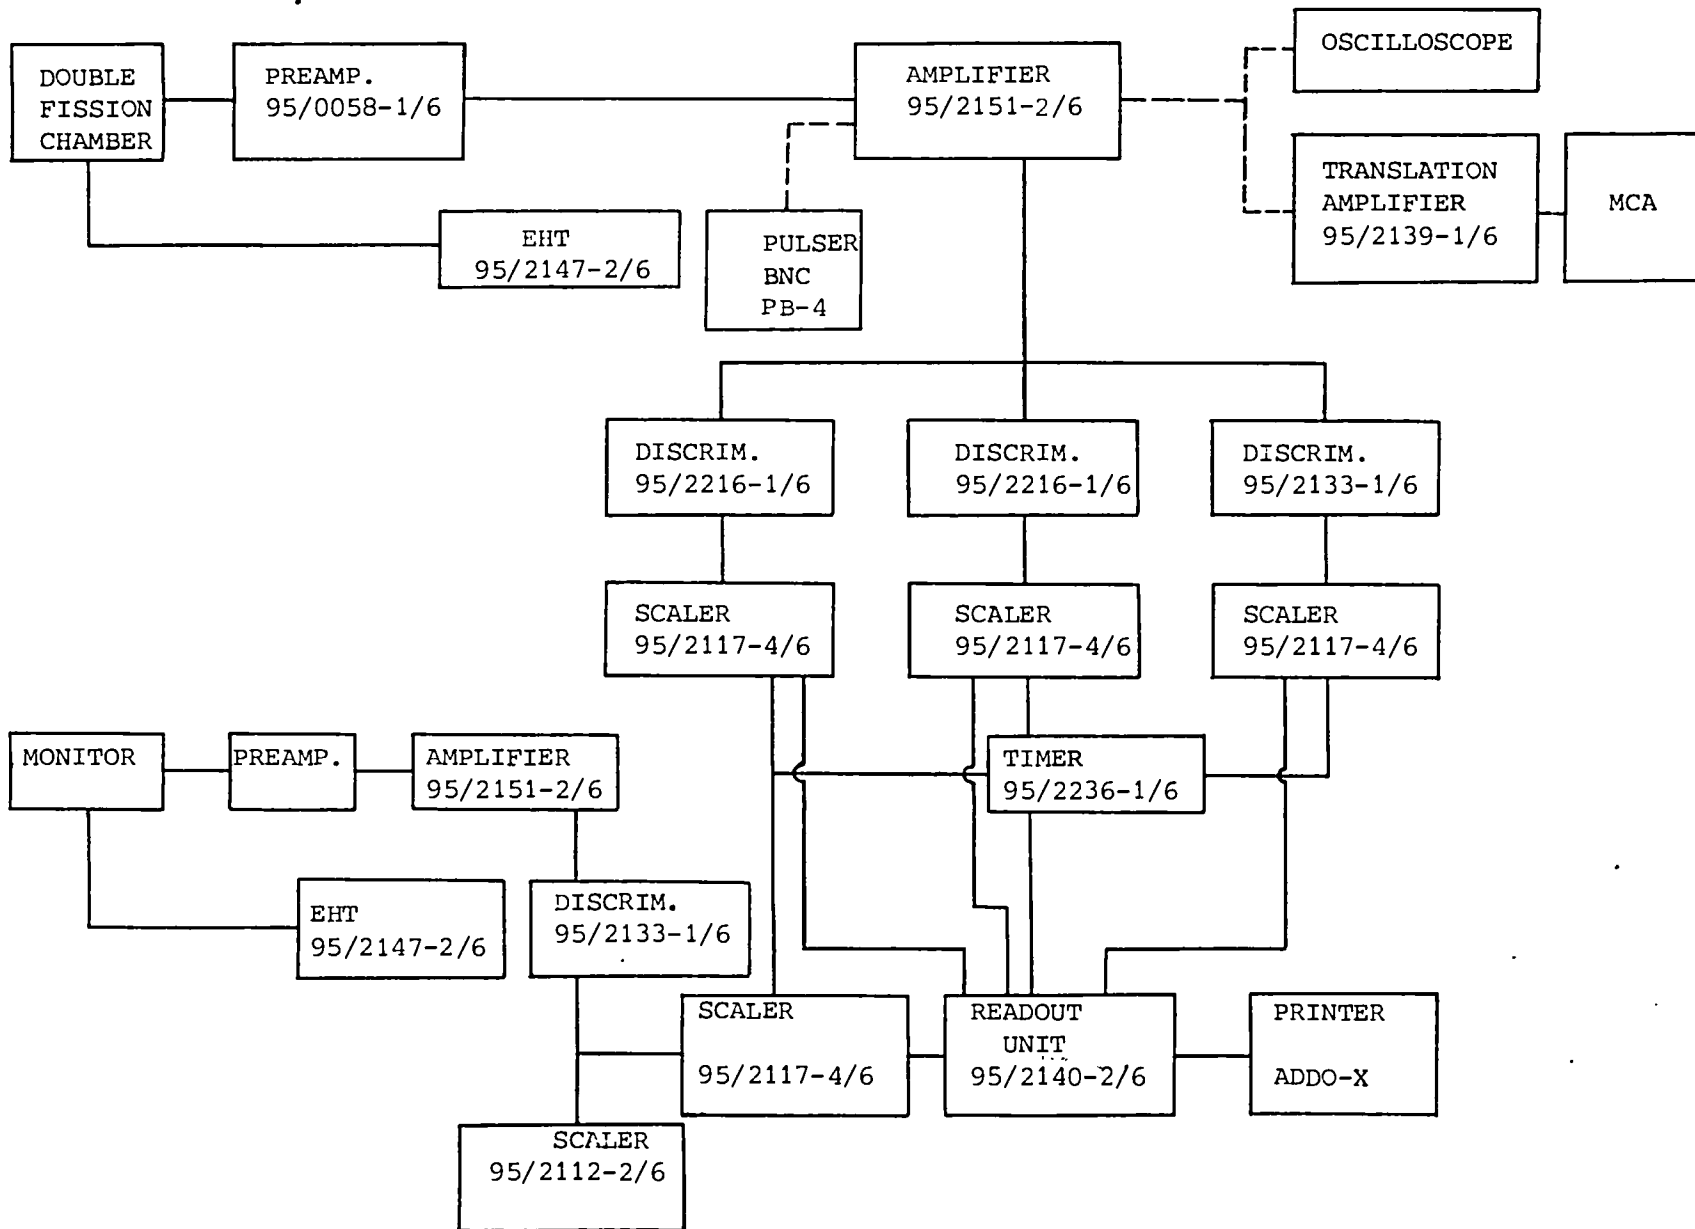 DOUBLE
FISSION
CHAMBER
PREAMP.
95/0058-1/6
AMPLIFIER
95/2151-2/6
OSCILLOSCOPE
TRANSLATION
AMPLIFIER
95/2139-1/6
MCA
EHT
95/2147-2/6
PULSER
BNC
PB-4
DISCRIM.
95/2216-1/6
DISCRIM.
95/2216-1/6
DISCRIM.
95/2133-1/6
SCALER
95/2117-4/6
SCALER
95/2117-4/6
SCALER
95/2117-4/6
MONITOR
PREAMP.
AMPLIFIER
95/2151-2/6
TIMER
95/2236-1/6
EHT
95/2147-2/6
DISCRIM.
95/2133-1/6
SCALER
95/2117-4/6
READOUT
UNIT
95/2140-2/6
PRINTER
ADDO-X
SCALER
95/2112-2/6